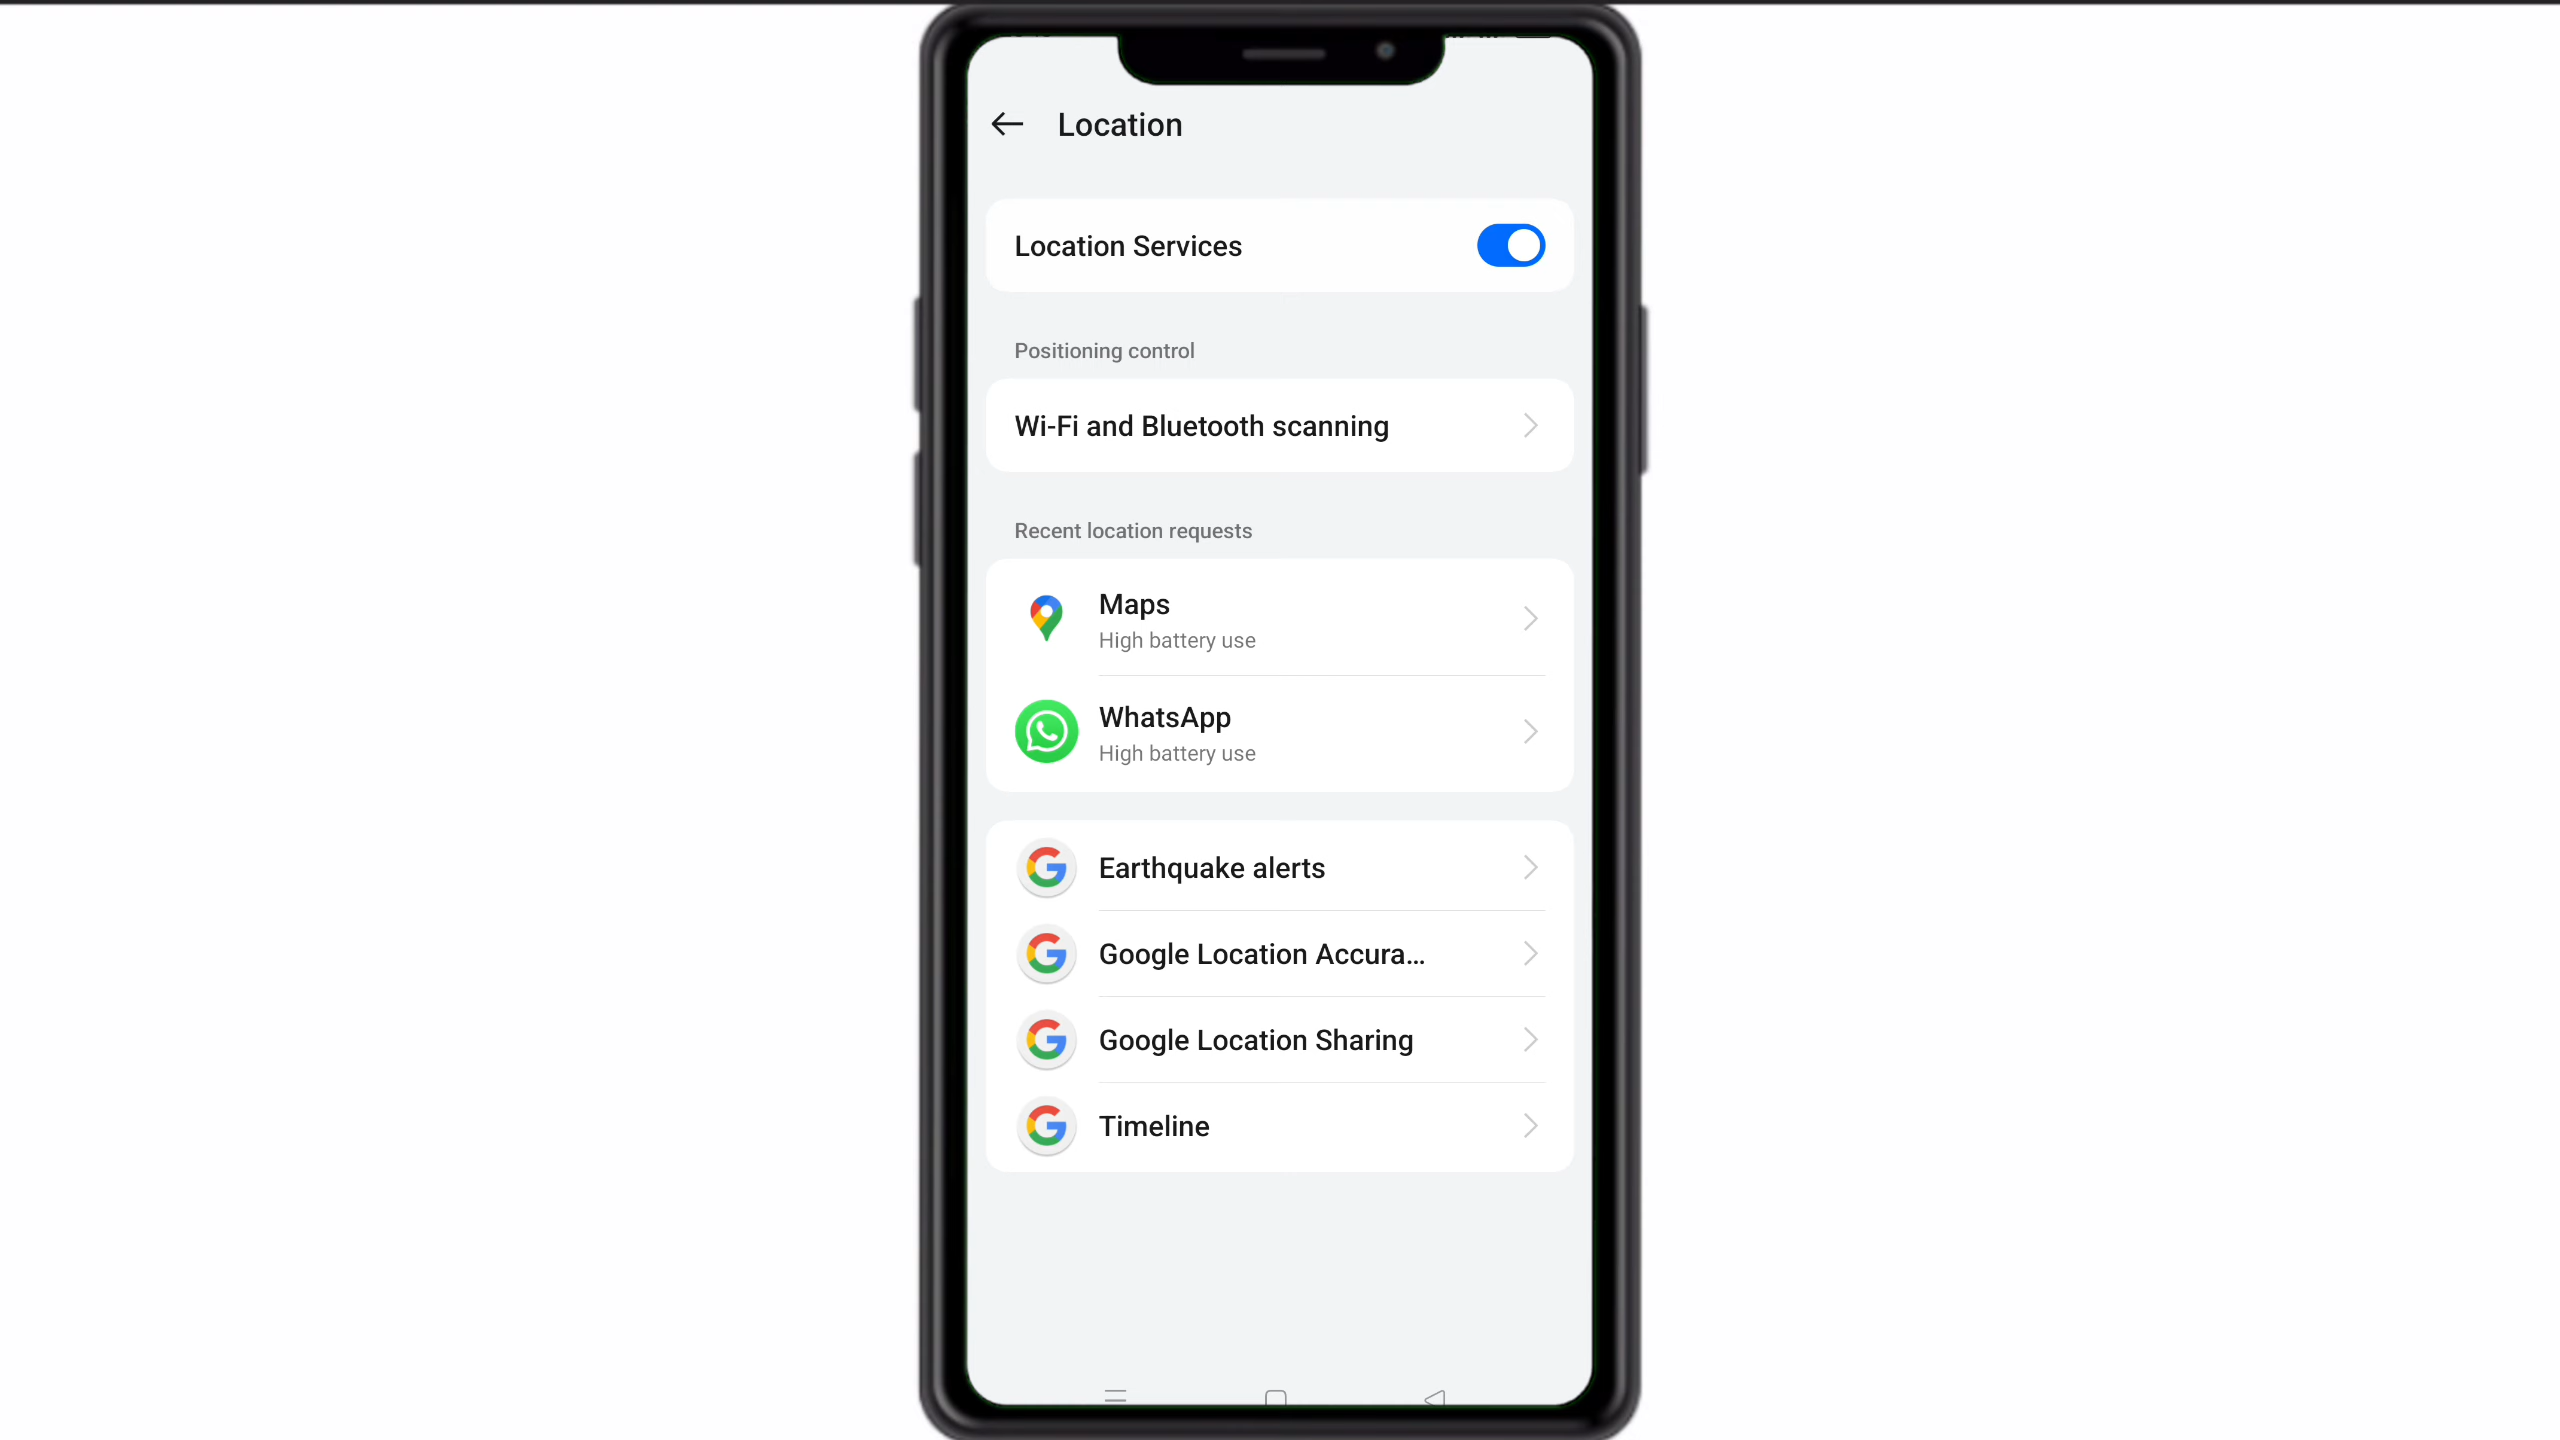 Location
Location Services
Positioning control
Wi-Fi and Bluetooth scanning
Recent location requests
Maps
High battery use
WhatsApp
High battery use
Earthquake alerts
Google Location Accura...
Google Location Sharing
Timeline